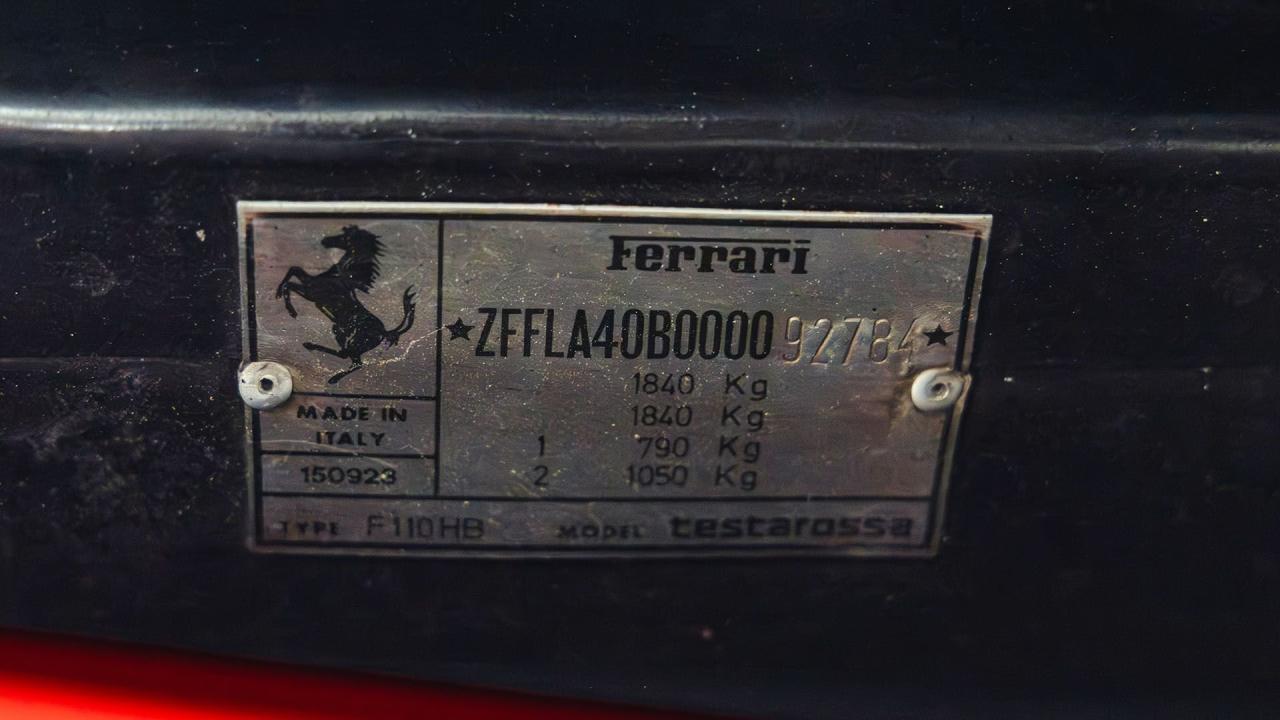 Ferrari
★ZFFLA40B000092784★
1840 Kg
1840 Kg
1 790 Kg
2 1050 Kg
MADE IN
ITALY
150923
TYPE F110HB MODEL testarossa